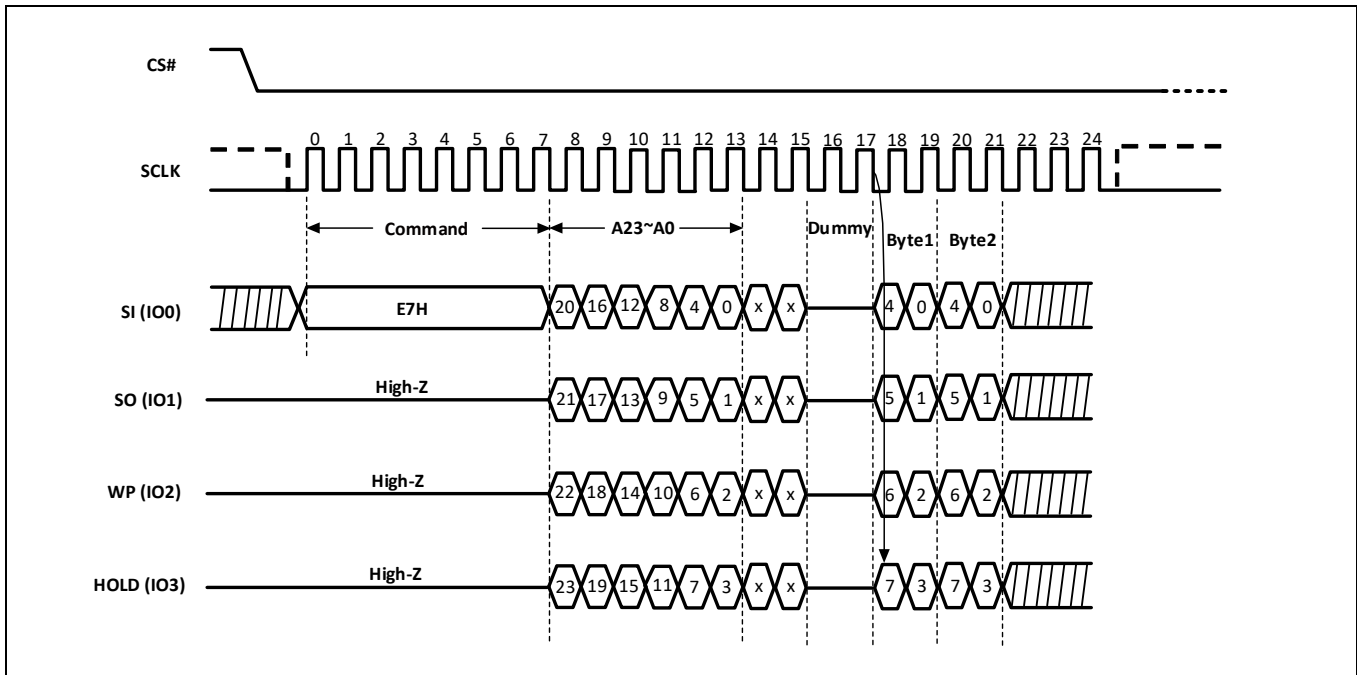 CS#
0 1 2 3 4 5 6 7 8 9 10 11 12 13 14 15 16 17 18 19 20 21 22 23 24
SCLK
Command A23~A0 Dummy Byte1 Byte2
SI (IO0) E7H 20 16 12 8 4 0 x x 4 0 4 0
SO (IO1) High-Z 21 17 13 9 5 1 x x 5 1 5 1
WP (IO2) High-Z 22 18 14 10 6 2 x x 6 2 6 2
HOLD (IO3) High-Z 23 19 15 11 7 3 x x 7 3 7 3